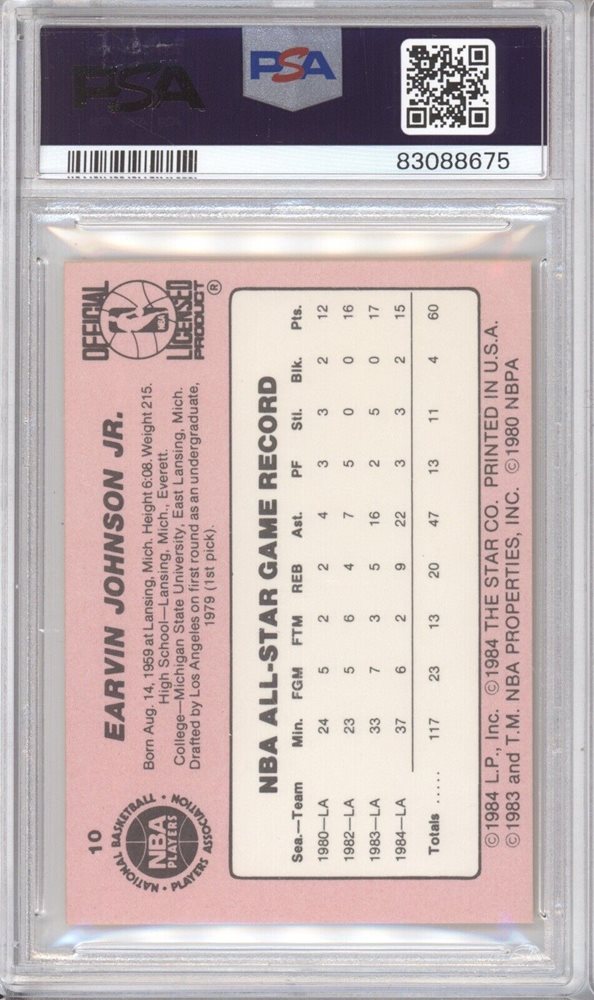 PSA
PSA
83088675
10
NATIONAL BASKETBALL • PLAYERS ASSOCIATION •
NBA
PLAYERS
EARVIN JOHNSON JR.
Born Aug. 14, 1959 at Lansing, Mich. Height 6:08. Weight 215.
High School—Lansing, Mich., Everett.
College—Michigan State University, East Lansing, Mich.
Drafted by Los Angeles on first round as an undergraduate,
1979 (1st pick).
OFFICIAL
NBA
LICENSED
PRODUCT ®
NBA ALL-STAR GAME RECORD
Sea.—Team Min. FGM FTM REB Ast. PF Stl. Blk. Pts.
1980—LA 24 5 2 2 4 3 3 2 12
1982—LA 23 5 6 4 7 5 0 0 16
1983—LA 33 7 3 5 16 2 5 0 17
1984—LA 37 6 2 9 22 3 3 2 15
Totals ..... 117 23 13 20 47 13 11 4 60
©1984 L.P., Inc. ©1984 THE STAR CO. PRINTED IN U.S.A.
©1983 and T.M. NBA PROPERTIES, INC. ©1980 NBPA